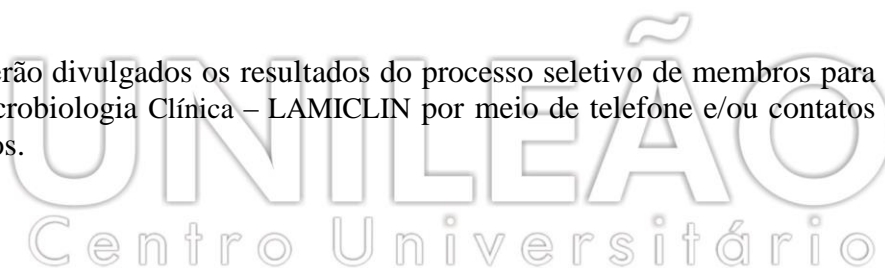 erão divulgados os resultados do processo seletivo de membros para
crobiologia Clínica – LAMICLIN por meio de telefone e/ou contatos
os.
UNILEÃO
Centro Universitário